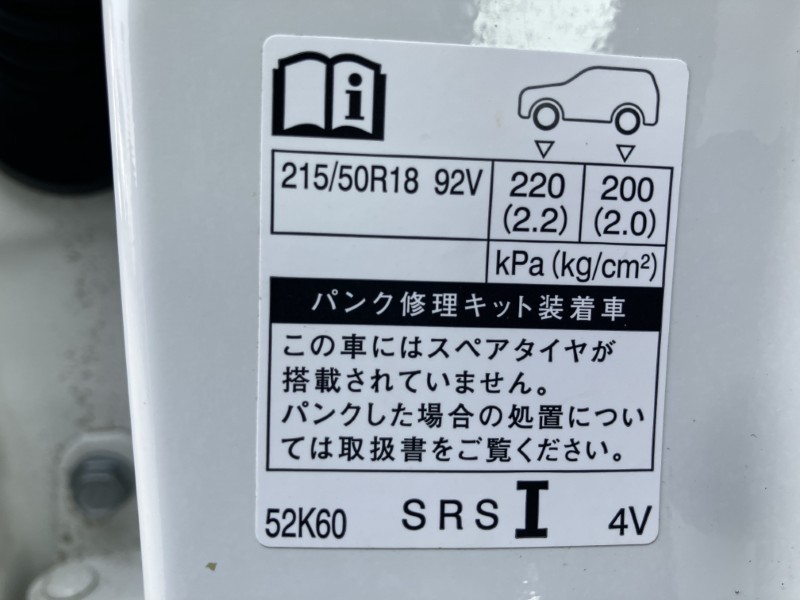 215/50R18 92V 220 200
(2.2) (2.0)
kPa (kg/cm²)
パンク修理キット装着車
この車にはスペアタイヤが
搭載されていません。
パンクした場合の処置につい
ては取扱書をご覧ください。
52K60 SRS I 4V